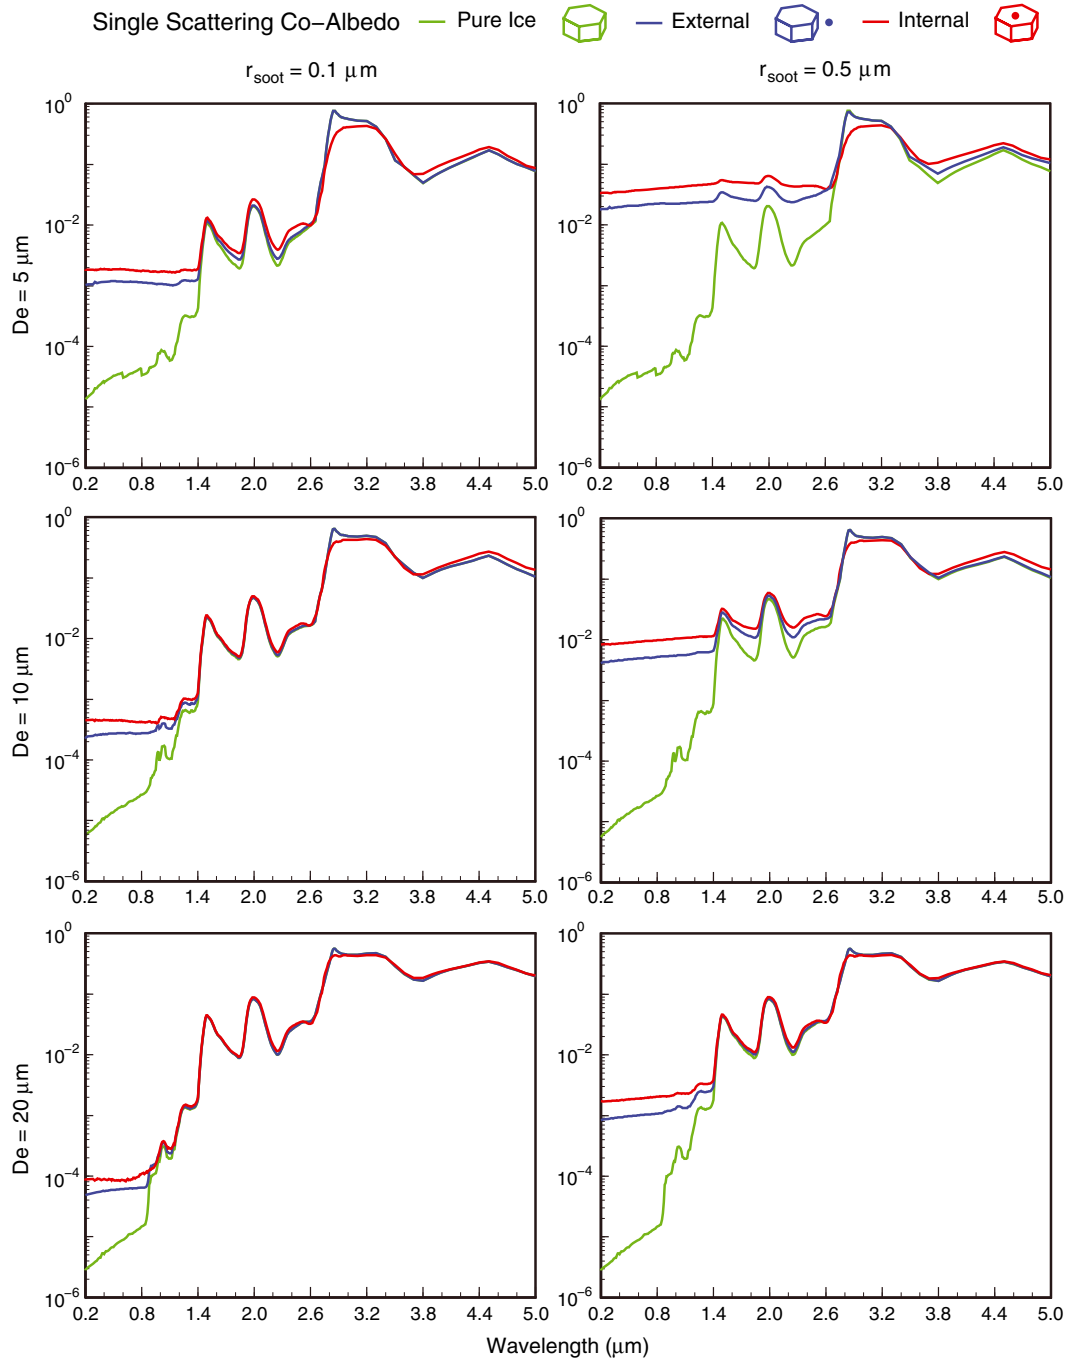 Single Scattering Co-Albedo Pure Ice External Internal
r_soot = 0.1 μm r_soot = 0.5 μm
De = 5 μm
10^0 10^-2 10^-4 10^-6
0.2 0.8 1.4 2.0 2.6 3.2 3.8 4.4 5.0
10^0 10^-2 10^-4 10^-6
0.2 0.8 1.4 2.0 2.6 3.2 3.8 4.4 5.0
De = 10 μm
10^0 10^-2 10^-4 10^-6
0.2 0.8 1.4 2.0 2.6 3.2 3.8 4.4 5.0
10^0 10^-2 10^-4 10^-6
0.2 0.8 1.4 2.0 2.6 3.2 3.8 4.4 5.0
De = 20 μm
10^0 10^-2 10^-4 10^-6
0.2 0.8 1.4 2.0 2.6 3.2 3.8 4.4 5.0
10^0 10^-2 10^-4 10^-6
0.2 0.8 1.4 2.0 2.6 3.2 3.8 4.4 5.0
Wavelength (μm)